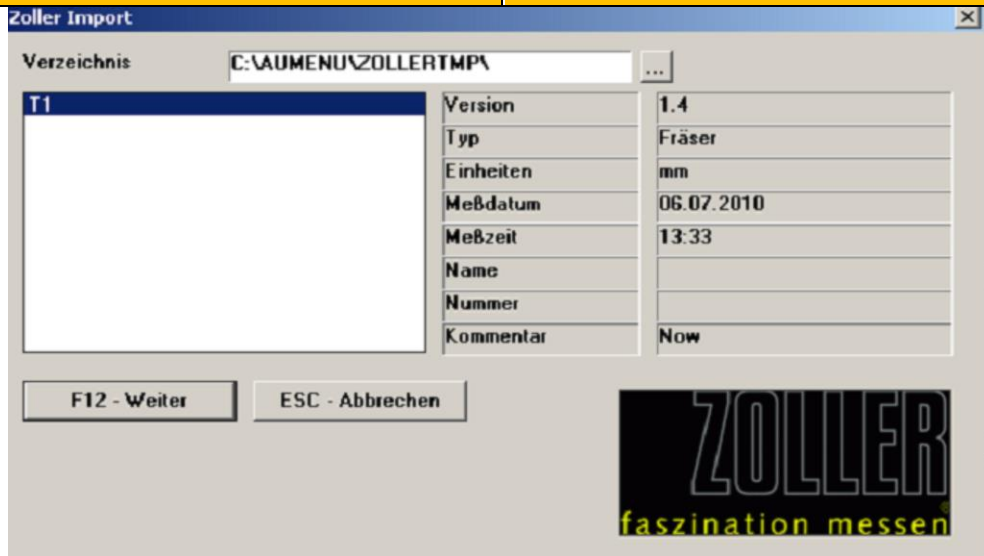 Zoller Import
Verzeichnis C:\AUMENU\ZOLLERTMP\ ...
T1
Version 1.4
Typ Fräser
Einheiten mm
Meßdatum 06.07.2010
Meßzeit 13:33
Name
Nummer
Kommentar Now
F12 - Weiter ESC - Abbrechen
ZOLLER®
faszination messen